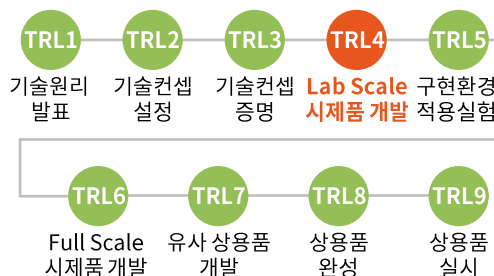 TRL1 TRL2 TRL3 TRL4 TRL5
기술원리 기술컨셉 기술컨셉 Lab Scale 구현환경
발표 설정 증명 시제품 개발 적용실험
TRL6 TRL7 TRL8 TRL9
Full Scale 유사 상용품 상용품 상용품
시제품 개발 개발 완성 실시